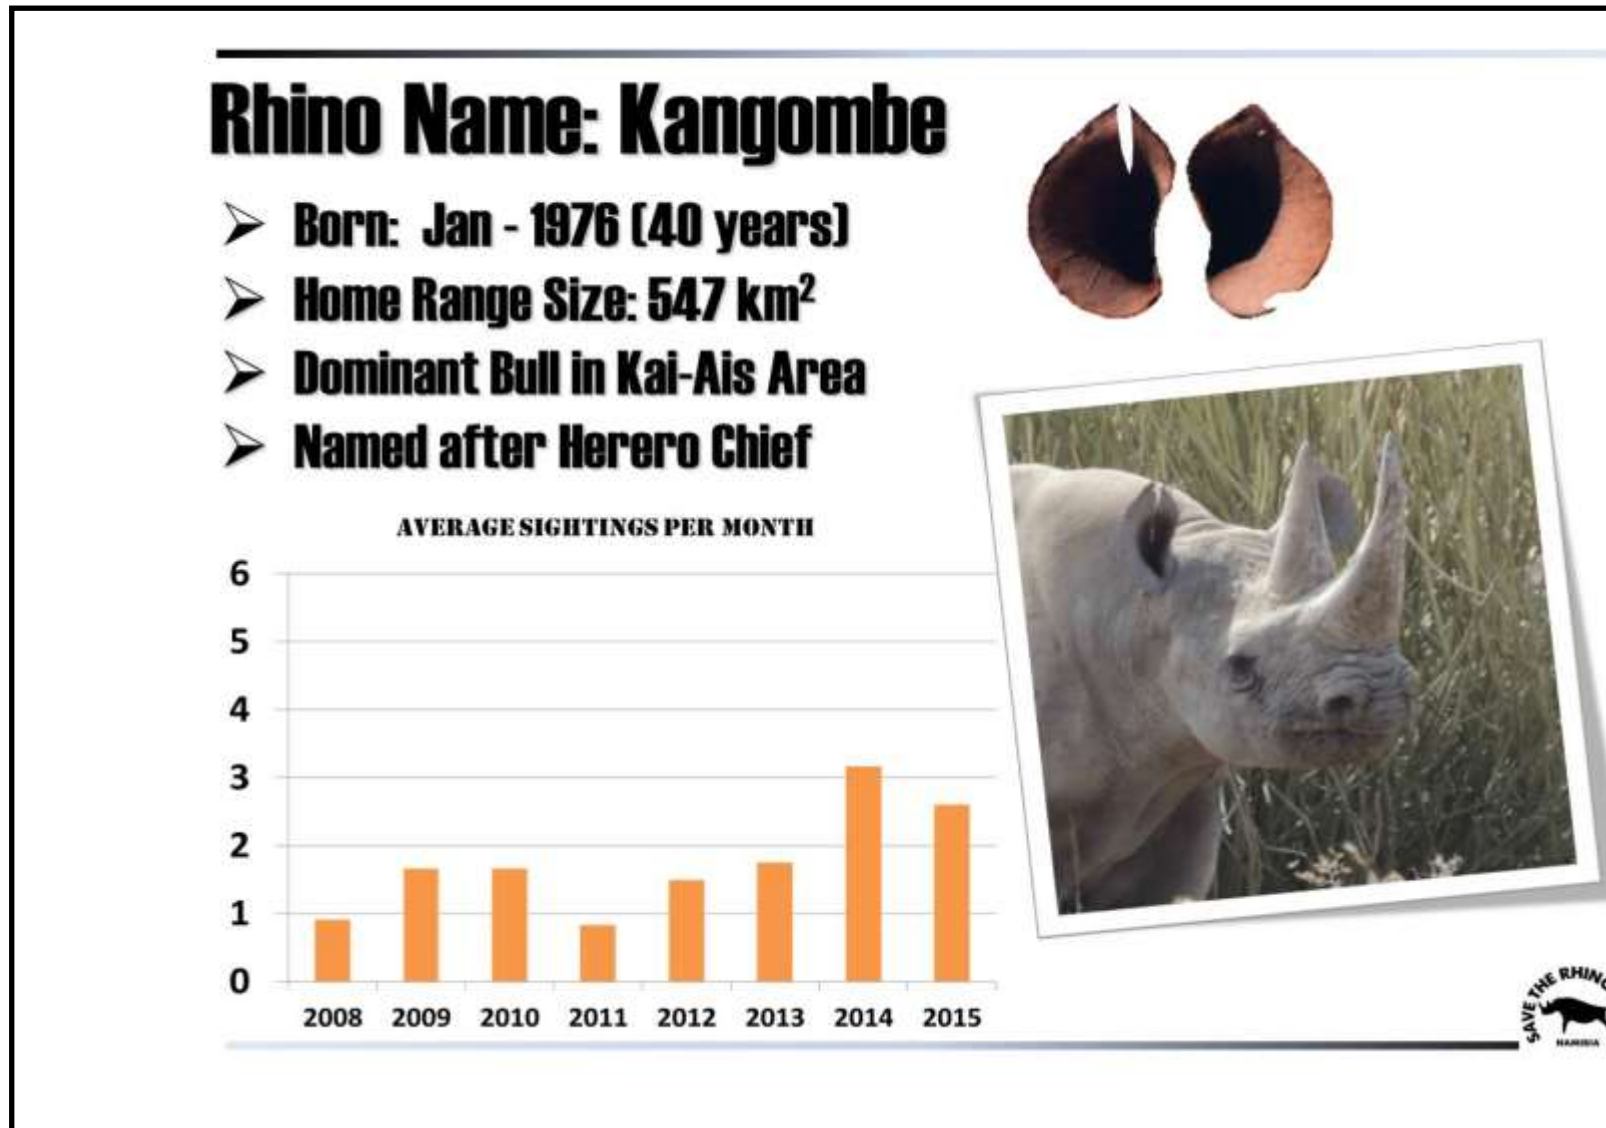 Rhino Name: Kangombe
Born: Jan - 1976 (40 years)
Home Range Size: 547 km²
Dominant Bull in Kai-Ais Area
Named after Herero Chief
AVERAGE SIGHTINGS PER MONTH
6
5
4
3
2
1
0
2008 2009 2010 2011 2012 2013 2014 2015
SAVE THE RHINO
NAMIBIA